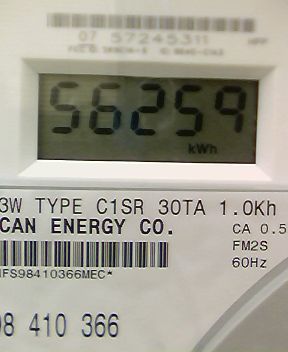 07 57245311
56259
kWh
3W TYPE C1SR 30TA 1.0Kh
CAN ENERGY CO.
CA 0.5
FM2S
60Hz
NFS98410366MEC*
98 410 366